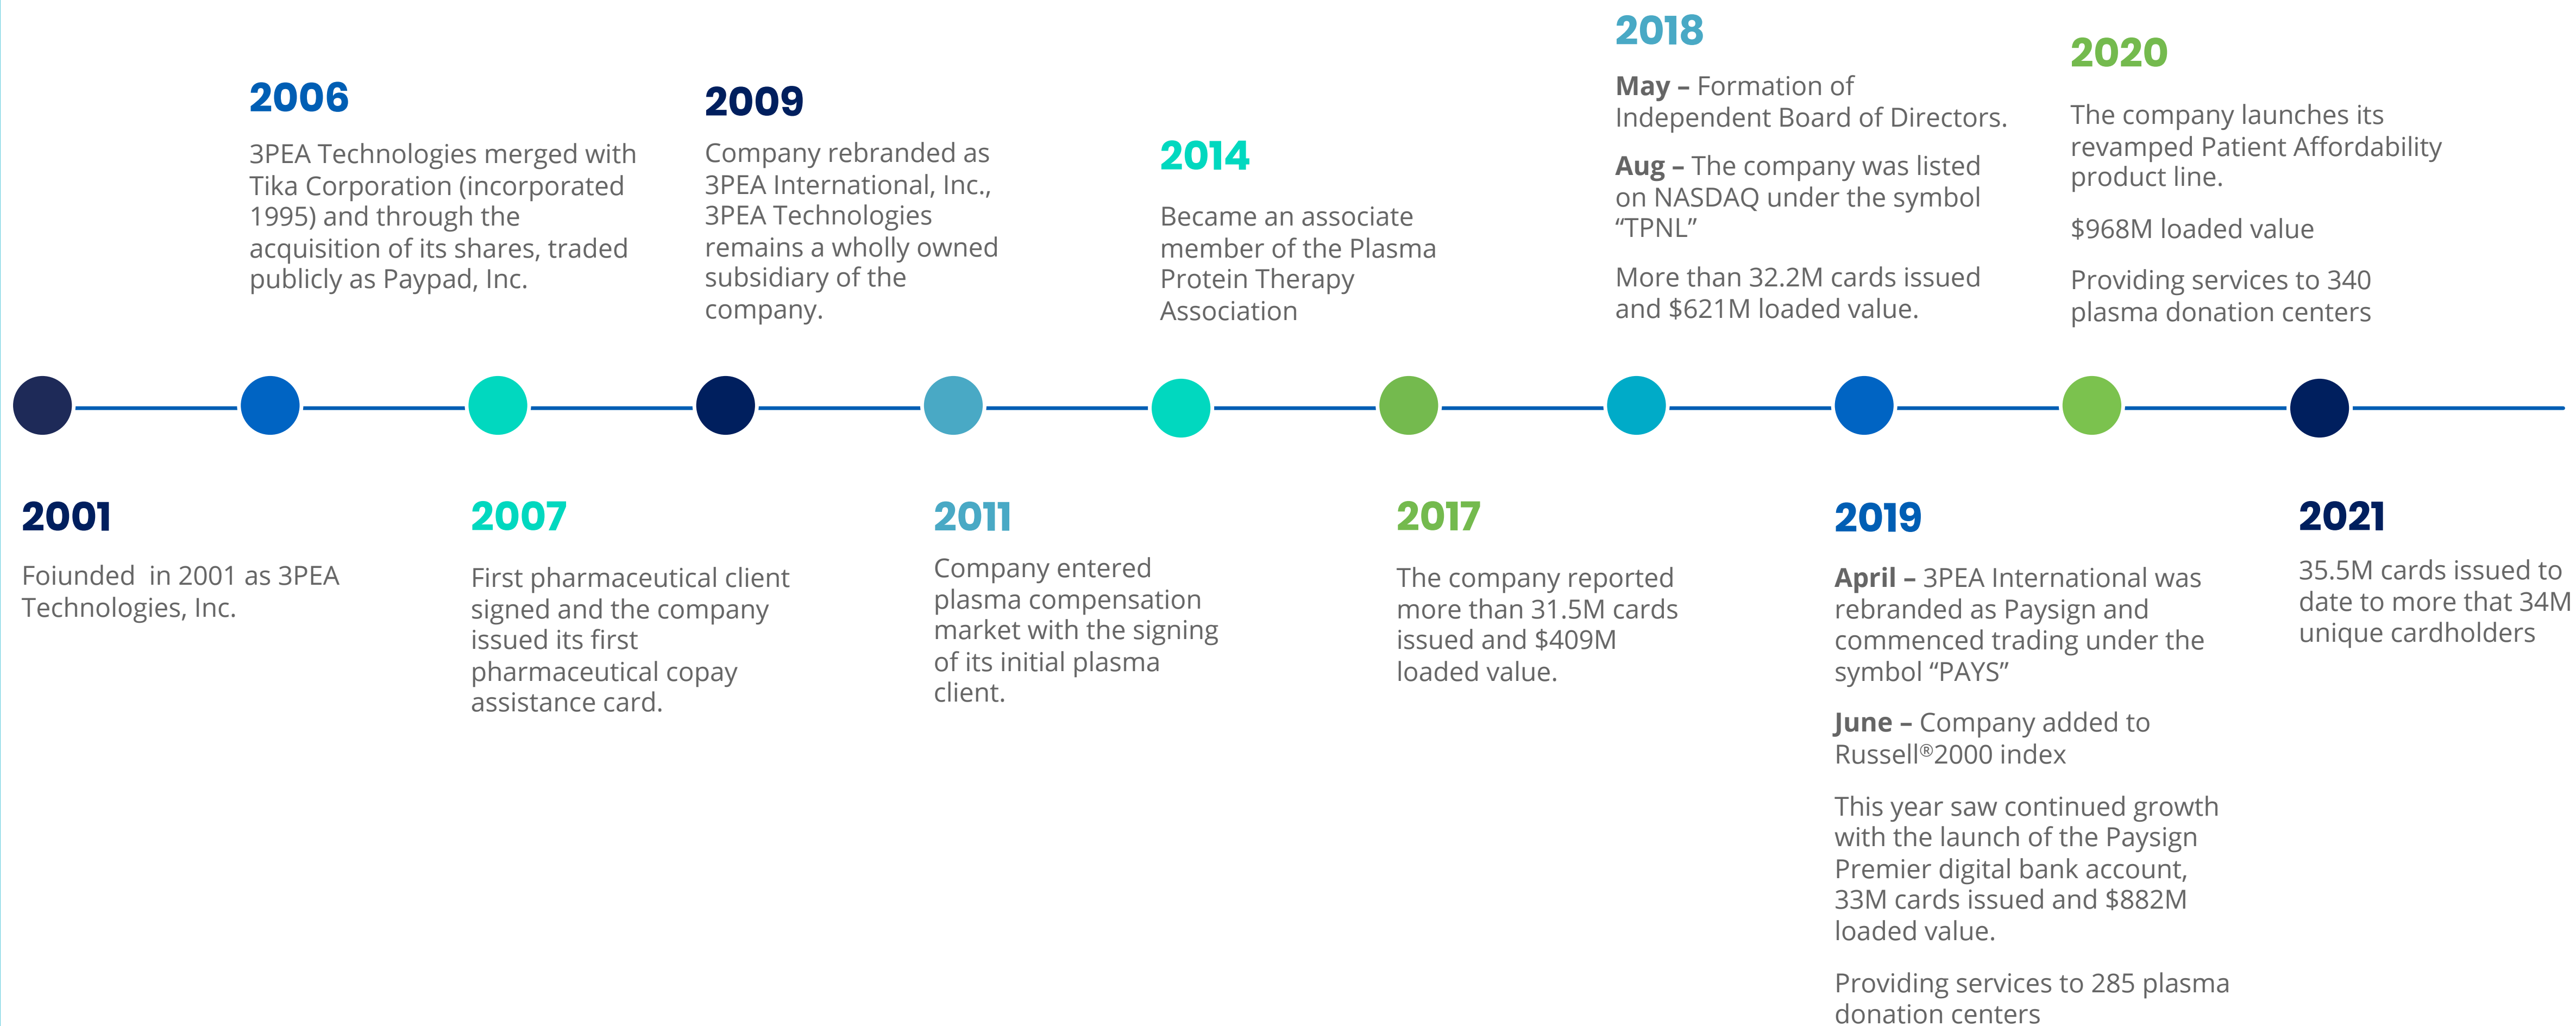 2001
Foiunded  in 2001 as 3PEA
Technologies, Inc.
2006
3PEA Technologies merged with
Tika Corporation (incorporated
1995) and through the
acquisition of its shares, traded
publicly as Paypad, Inc.
2007
First pharmaceutical client
signed and the company
issued its first
pharmaceutical copay
assistance card.
2009
Company rebranded as
3PEA International, Inc.,
3PEA Technologies
remains a wholly owned
subsidiary of the
company.
2011
Company entered
plasma compensation
market with the signing
of its initial plasma
client.
2014
Became an associate
member of the Plasma
Protein Therapy
Association
2017
The company reported
more than 31.5M cards
issued and $409M
loaded value.
2018
May – Formation of
Independent Board of Directors.
Aug – The company was listed
on NASDAQ under the symbol
“TPNL”
More than 32.2M cards issued
and $621M loaded value.
2019
April – 3PEA International was
rebranded as Paysign and
commenced trading under the
symbol “PAYS”
June – Company added to
Russell®2000 index
This year saw continued growth
with the launch of the Paysign
Premier digital bank account,
33M cards issued and $882M
loaded value.
Providing services to 285 plasma
donation centers
2020
The company launches its
revamped Patient Affordability
product line.
$968M loaded value
Providing services to 340
plasma donation centers
2021
35.5M cards issued to
date to more that 34M
unique cardholders